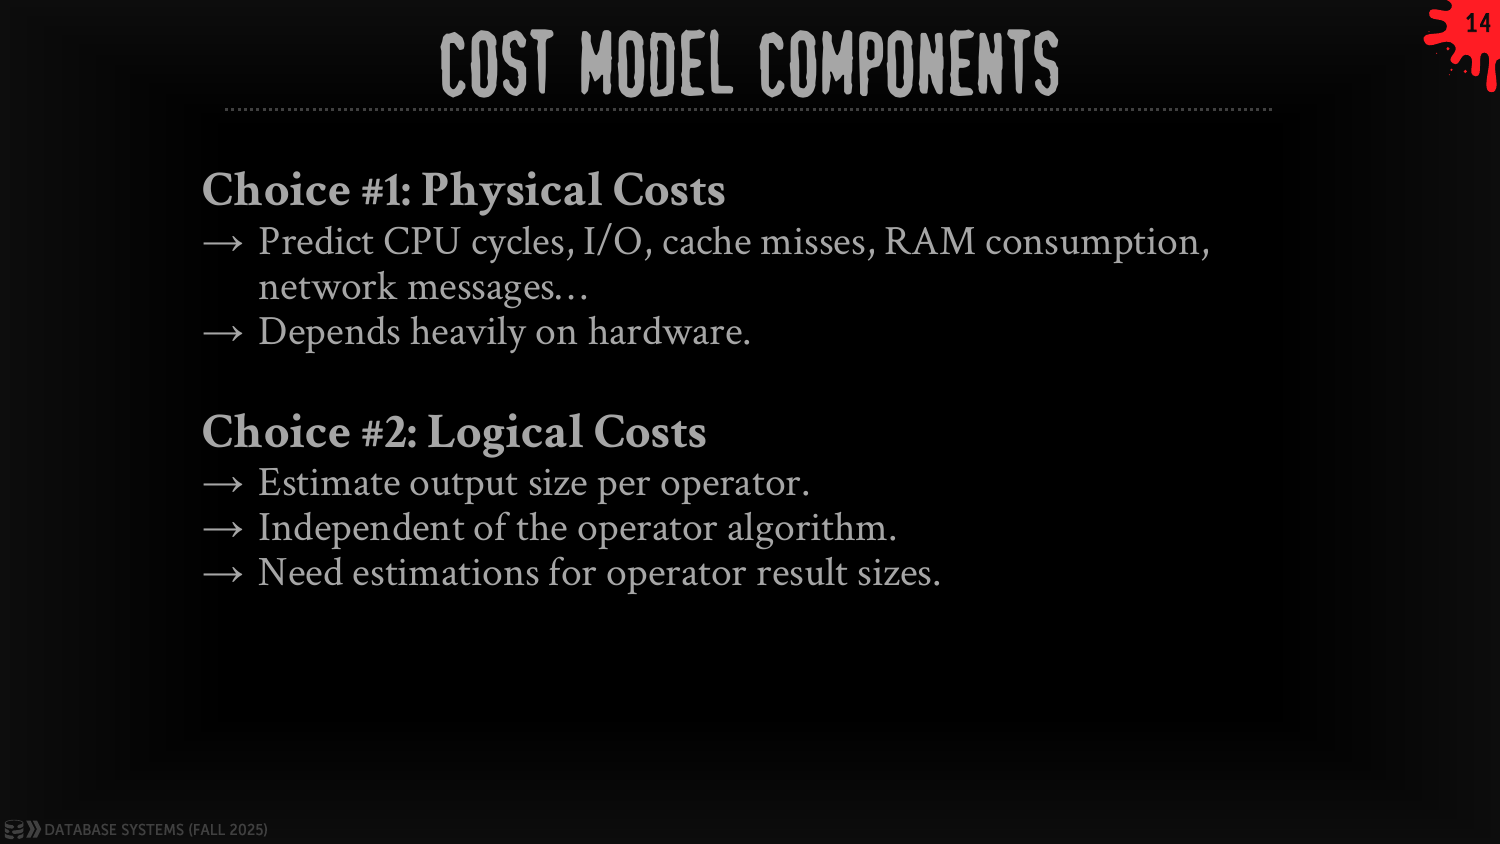 COST MODEL COMPONENTS
14
Choice #1: Physical Costs
→ Predict CPU cycles, I/O, cache misses, RAM consumption,
network messages…
→ Depends heavily on hardware.
Choice #2: Logical Costs
→ Estimate output size per operator.
→ Independent of the operator algorithm.
→ Need estimations for operator result sizes.
DATABASE SYSTEMS (FALL 2025)